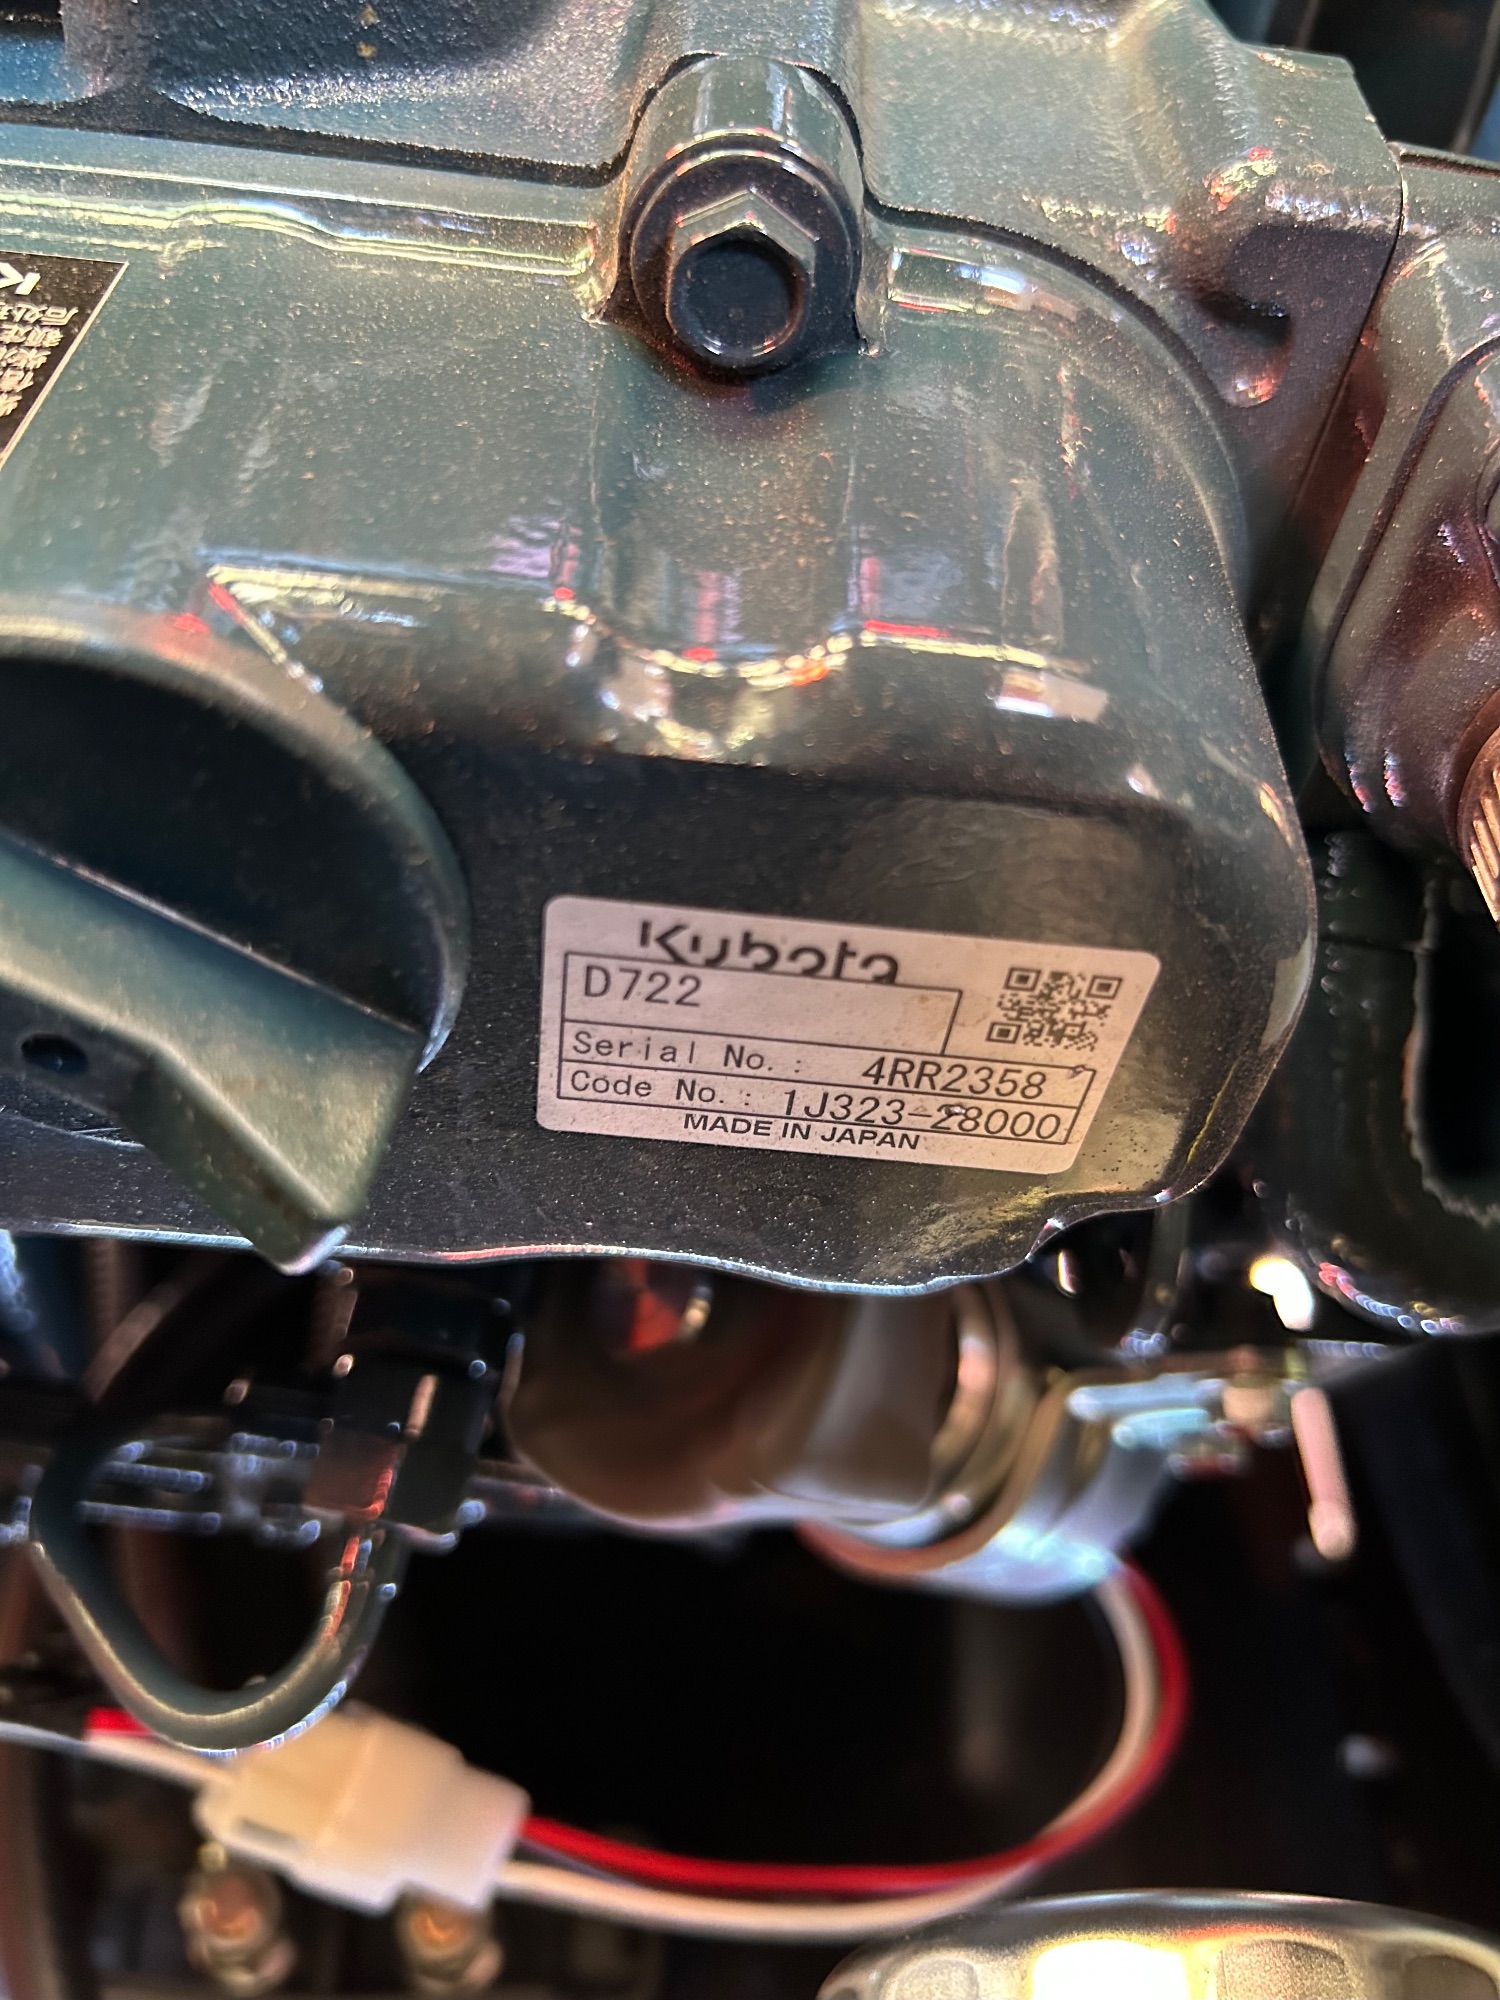 Kubota
D722
Serial No.: 4RR2358
Code No.: 1J323-28000
MADE IN JAPAN